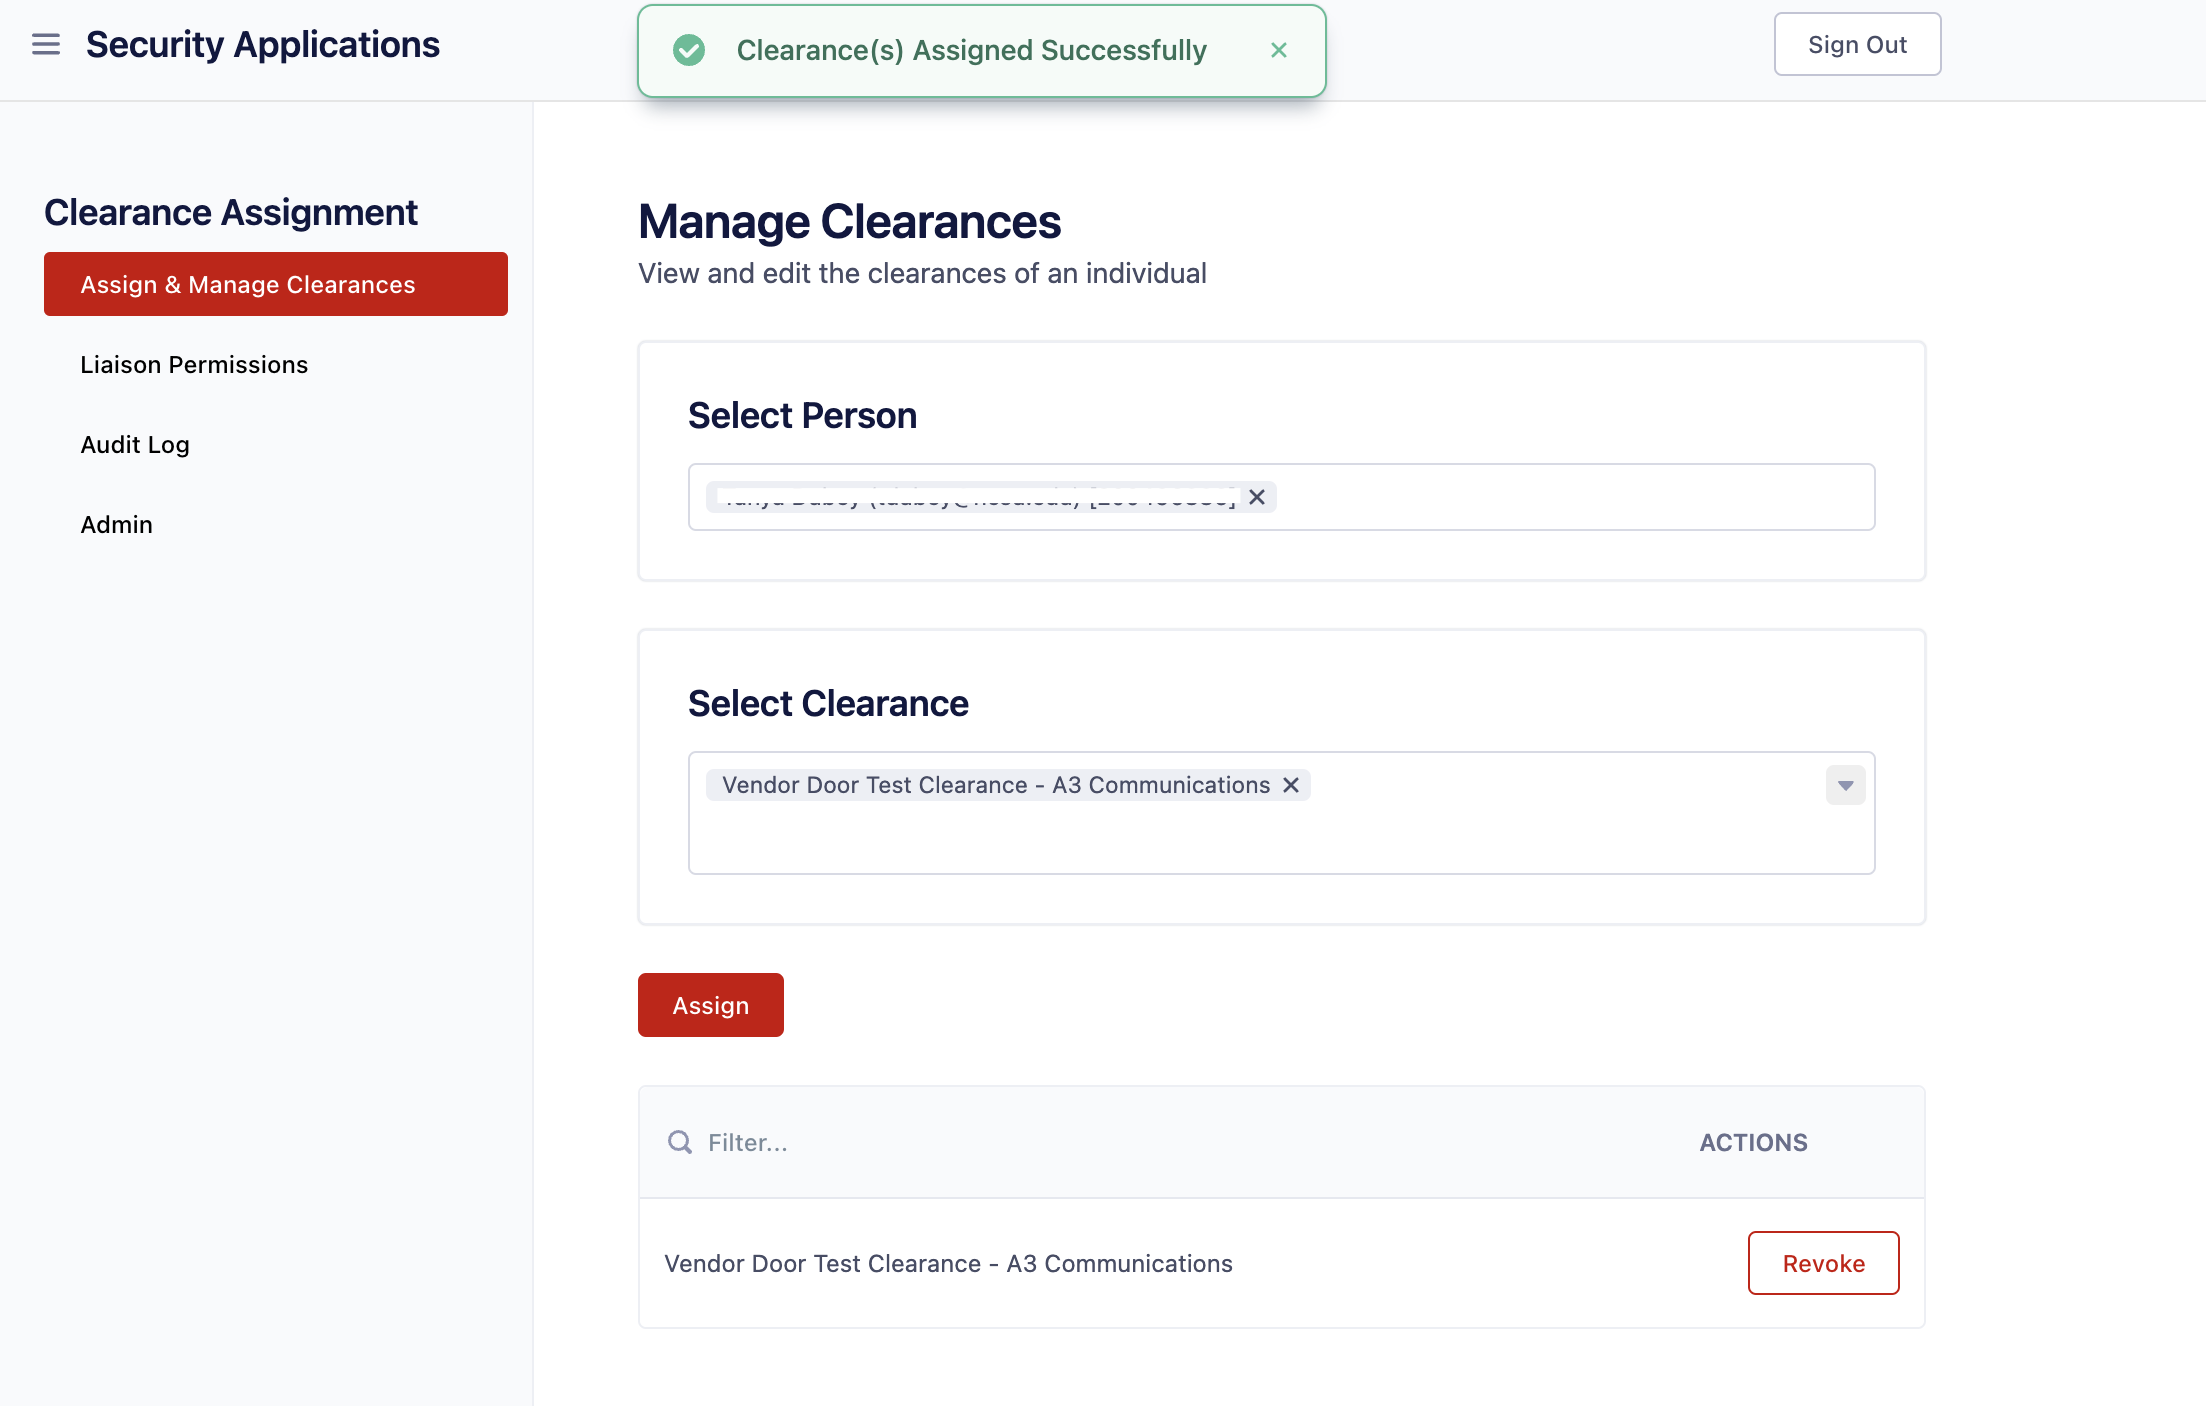 Security Applications
Clearance(s) Assigned Successfully
Sign Out
Clearance Assignment
Assign & Manage Clearances
Liaison Permissions
Audit Log
Admin
Manage Clearances
View and edit the clearances of an individual
Select Person
Select Clearance
Vendor Door Test Clearance - A3 Communications
Assign
Filter...
ACTIONS
Vendor Door Test Clearance - A3 Communications
Revoke